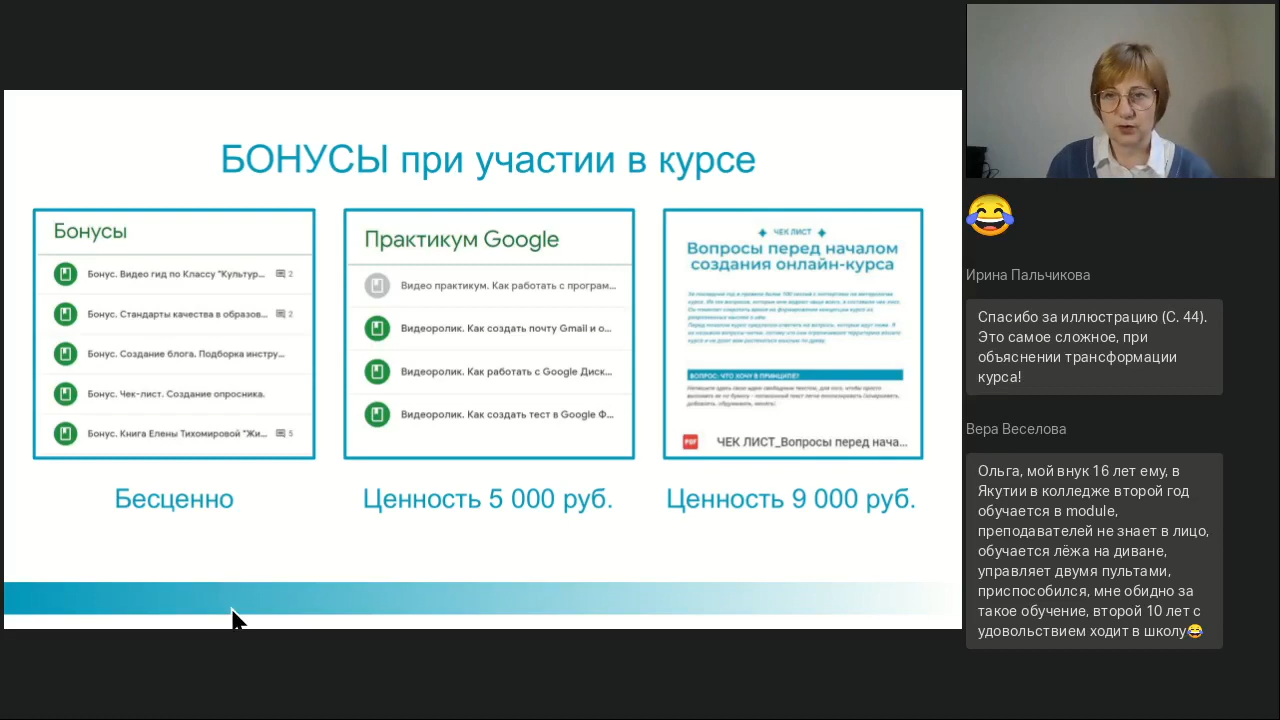 БОНУСЫ при участии в курсе
Бонусы
Бонус. Видео гид по Классу "Культур...
2
Бонус. Стандарты качества в образов...
2
Бонус. Создание блога. Подборка инстру...
Бонус. Чек-лист. Создание опросника.
Бонус. Книга Елены Тихомировой "Жи...
5
Бесценно
Практикум Google
Видео практикум. Как работать с програм...
Видеоролик. Как создать почту Gmail и о...
Видеоролик. Как работать с Google Диск...
Видеоролик. Как создать тест в Google Ф...
Ценность 5 000 руб.
ЧЕК ЛИСТ
Вопросы перед началом
создания онлайн-курса
ВОПРОС: ЧТО ХОЧУ В ПРИНЦИПЕ?
PDF
ЧЕК ЛИСТ_Вопросы перед нача...
Ценность 9 000 руб.
Ирина Пальчикова
Спасибо за иллюстрацию (С. 44).
Это самое сложное, при
объяснении трансформации
курса!
Вера Веселова
Ольга, мой внук 16 лет ему, в
Якутии в колледже второй год
обучается в module,
преподавателей не знает в лицо,
обучается лёжа на диване,
управляет двумя пультами,
приспособился, мне обидно за
такое обучение, второй 10 лет с
удовольствием ходит в школу😂